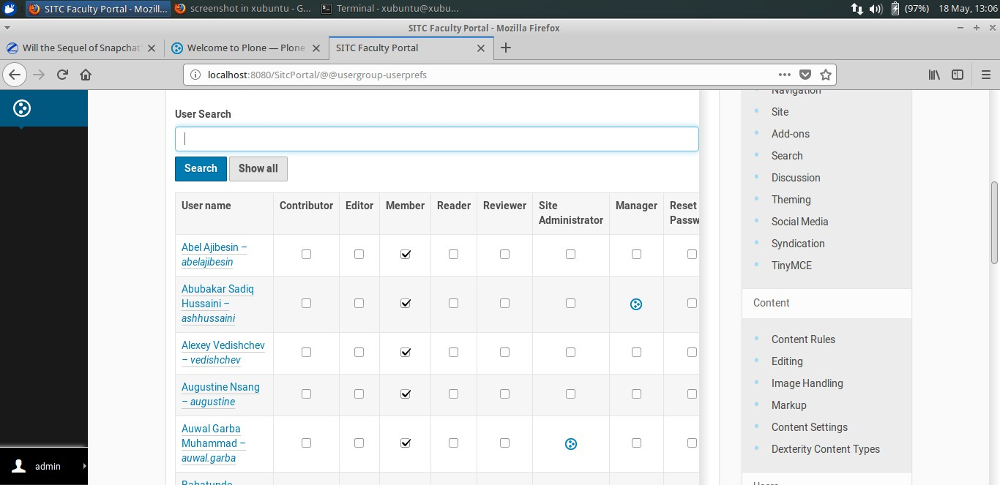 SITC Faculty Portal - Mozill...
screenshot in xubuntu - G...
Terminal - xubuntu@xubu...
(97%)
18 May, 13:06
SITC Faculty Portal - Mozilla Firefox
Will the Sequel of Snapchat
Welcome to Plone — Plone
SITC Faculty Portal
localhost:8080/SitcPortal/@@usergroup-userprefs
User Search
Search
Show all
User name
Contributor
Editor
Member
Reader
Reviewer
Site
Administrator
Manager
Reset
Passw
Abel Ajibesin –
abelajibesin
Abubakar Sadiq
Hussaini –
ashhussaini
Alexey Vedishchev
– vedishchev
Augustine Nsang
– augustine
Auwal Garba
Muhammad –
auwal.garba
Babatunde
admin
Navigation
Site
Add-ons
Search
Discussion
Theming
Social Media
Syndication
TinyMCE
Content
Content Rules
Editing
Image Handling
Markup
Content Settings
Dexterity Content Types
Users